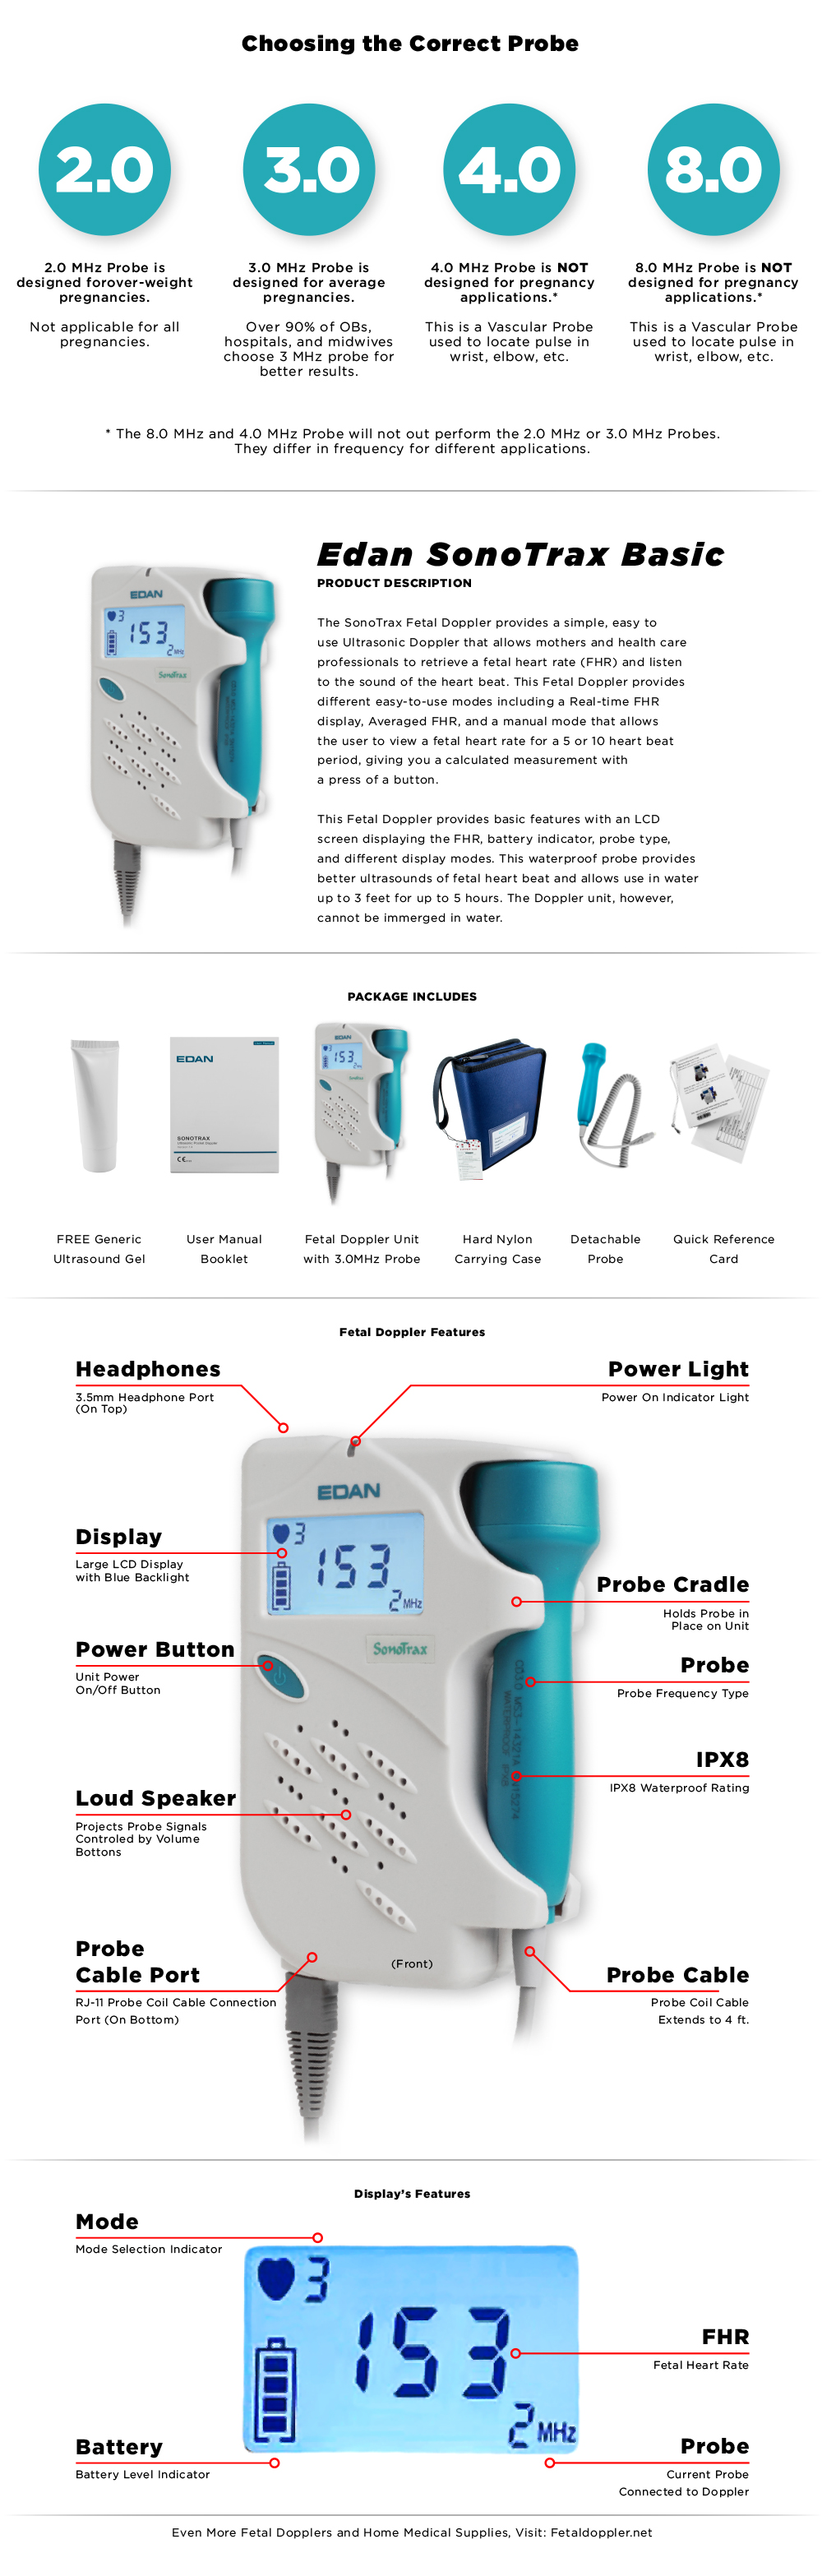 Choosing the Correct Probe
2.0
3.0
4.0
8.0
2.0 MHz Probe is
designed forover-weight
pregnancies.
Not applicable for all
pregnancies.
3.0 MHz Probe is
designed for average
pregnancies.
Over 90% of OBs,
hospitals, and midwives
choose 3 MHz probe for
better results.
4.0 MHz Probe is NOT
designed for pregnancy
applications.*
This is a Vascular Probe
used to locate pulse in
wrist, elbow, etc.
8.0 MHz Probe is NOT
designed for pregnancy
applications.*
This is a Vascular Probe
used to locate pulse in
wrist, elbow, etc.
* The 8.0 MHz and 4.0 MHz Probe will not out perform the 2.0 MHz or 3.0 MHz Probes.
They differ in frequency for different applications.
EDAN
3
153
2 MHz
SonoTrax
Edan SonoTrax Basic
PRODUCT DESCRIPTION
The SonoTrax Fetal Doppler provides a simple, easy to
use Ultrasonic Doppler that allows mothers and health care
professionals to retrieve a fetal heart rate (FHR) and listen
to the sound of the heart beat. This Fetal Doppler provides
different easy-to-use modes including a Real-time FHR
display, Averaged FHR, and a manual mode that allows
the user to view a fetal heart rate for a 5 or 10 heart beat
period, giving you a calculated measurement with
a press of a button.
This Fetal Doppler provides basic features with an LCD
screen displaying the FHR, battery indicator, probe type,
and different display modes. This waterproof probe provides
better ultrasounds of fetal heart beat and allows use in water
up to 3 feet for up to 5 hours. The Doppler unit, however,
cannot be immerged in water.
PACKAGE INCLUDES
EDAN
SONOTRAX
CE
EDAN
3
153
SonoTrax
FREE Generic
Ultrasound Gel
User Manual
Booklet
Fetal Doppler Unit
with 3.0MHz Probe
Hard Nylon
Carrying Case
Detachable
Probe
Quick Reference
Card
Fetal Doppler Features
Headphones
3.5mm Headphone Port
(On Top)
Power Light
Power On Indicator Light
EDAN
3
153
2 MHz
SonoTrax
Display
Large LCD Display
with Blue Backlight
Probe Cradle
Holds Probe in
Place on Unit
Power Button
Unit Power
On/Off Button
Probe
Probe Frequency Type
IPX8
IPX8 Waterproof Rating
WATERPROOF
Loud Speaker
Projects Probe Signals
Controled by Volume
Bottons
Probe
Cable Port
RJ-11 Probe Coil Cable Connection
Port (On Bottom)
(Front)
Probe Cable
Probe Coil Cable
Extends to 4 ft.
Display's Features
Mode
Mode Selection Indicator
3
153
2 MHz
FHR
Fetal Heart Rate
Battery
Battery Level Indicator
Probe
Current Probe
Connected to Doppler
Even More Fetal Dopplers and Home Medical Supplies, Visit: Fetaldoppler.net